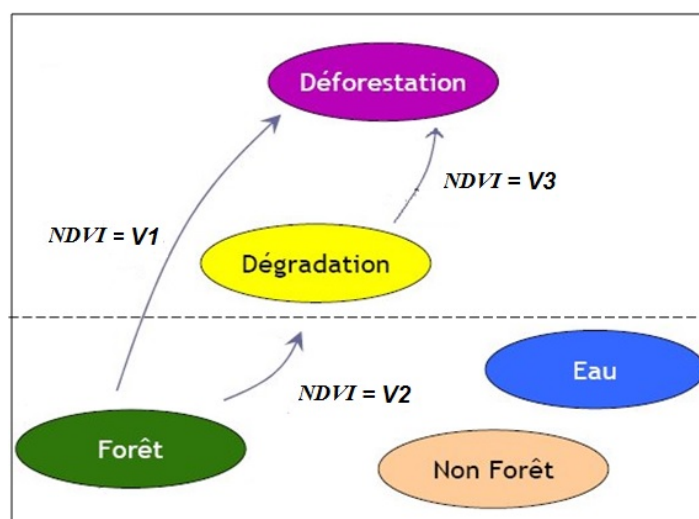 Déforestation
NDVI = V3
NDVI = V1
Dégradation
Eau
NDVI = V2
Forêt
Non Forêt